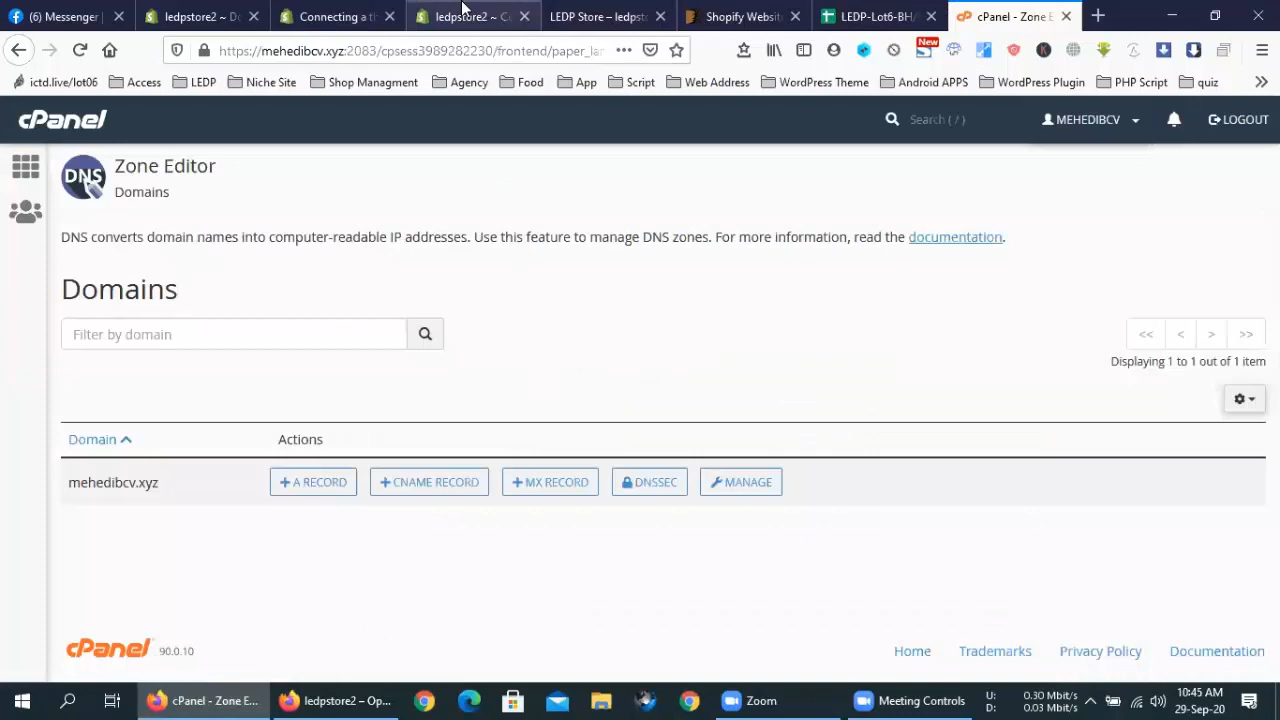 (6) Messenger
ledpstore2 ~ Do
Connecting a th
ledpstore2 ~ Co
LEDP Store – ledpst
Shopify Websit
LEDP-Lot6-BH/
cPanel - Zone E
https://mehedibcv.xyz:2083/cpsess3989282230/frontend/paper_lan
New
ictd.live/lot06
Access
LEDP
Niche Site
Shop Managment
Agency
Food
App
Script
Web Address
WordPress Theme
Android APPS
WordPress Plugin
PHP Script
quiz
cPanel
Search ( / )
MEHEDIBCV
LOGOUT
DNS
Zone Editor
Domains
DNS converts domain names into computer-readable IP addresses. Use this feature to manage DNS zones. For more information, read the documentation.
Domains
Filter by domain
<< < > >>
Displaying 1 to 1 out of 1 item
Domain
Actions
mehedibcv.xyz
+ A RECORD
+ CNAME RECORD
+ MX RECORD
DNSSEC
MANAGE
cPanel
90.0.10
Home
Trademarks
Privacy Policy
Documentation
cPanel - Zone E...
ledpstore2 – Op...
Zoom
Meeting Controls
U: 0.30 Mbit/s
D: 0.03 Mbit/s
10:45 AM
29-Sep-20